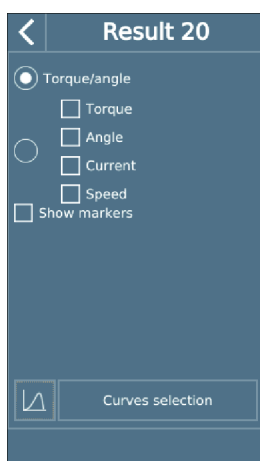 Result 20
Torque/angle
Torque
Angle
Current
Speed
Show markers
Curves selection